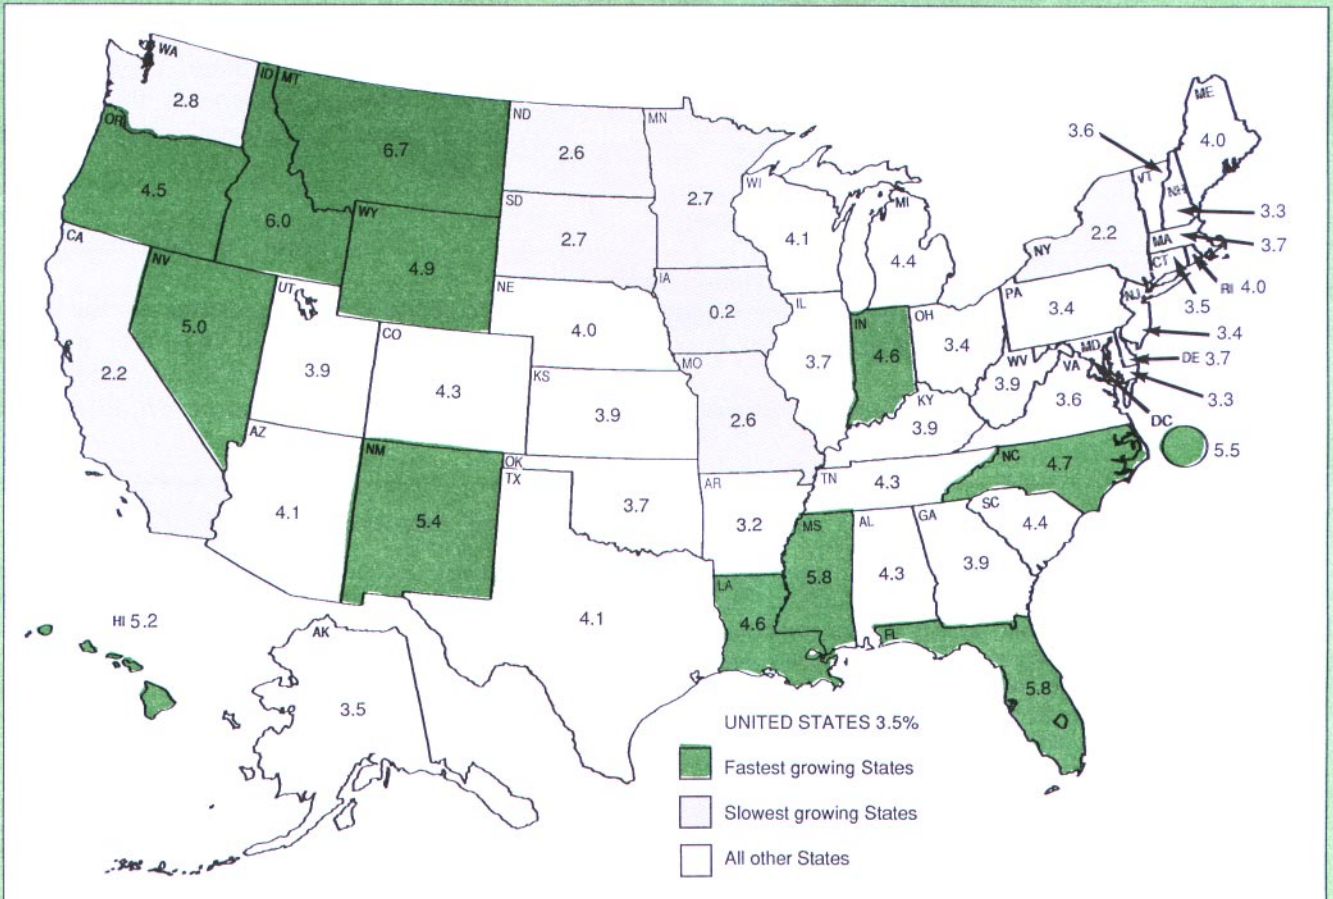 WA
2.8
ID
MT
6.7
OR
4.5
6.0
WY
4.9
ND
2.6
MN
2.7
SD
2.7
WI
4.1
MI
4.4
3.6
VT
NH
ME
4.0
3.3
MA
3.7
CT
RI 4.0
3.5
NY
2.2
CA
2.2
NV
5.0
UT
3.9
CO
4.3
NE
4.0
IA
0.2
IL
3.7
IN
4.6
OH
3.4
PA
3.4
NJ
3.4
MD
DE 3.7
3.3
DC
5.5
WV
3.9
VA
3.6
KS
3.9
MO
2.6
KY
3.9
AZ
4.1
NM
5.4
OK
3.7
TX
4.1
AR
3.2
TN
4.3
NC
4.7
SC
4.4
MS
5.8
AL
4.3
GA
3.9
LA
4.6
FL
5.8
HI 5.2
AK
3.5
UNITED STATES 3.5%
Fastest growing States
Slowest growing States
All other States